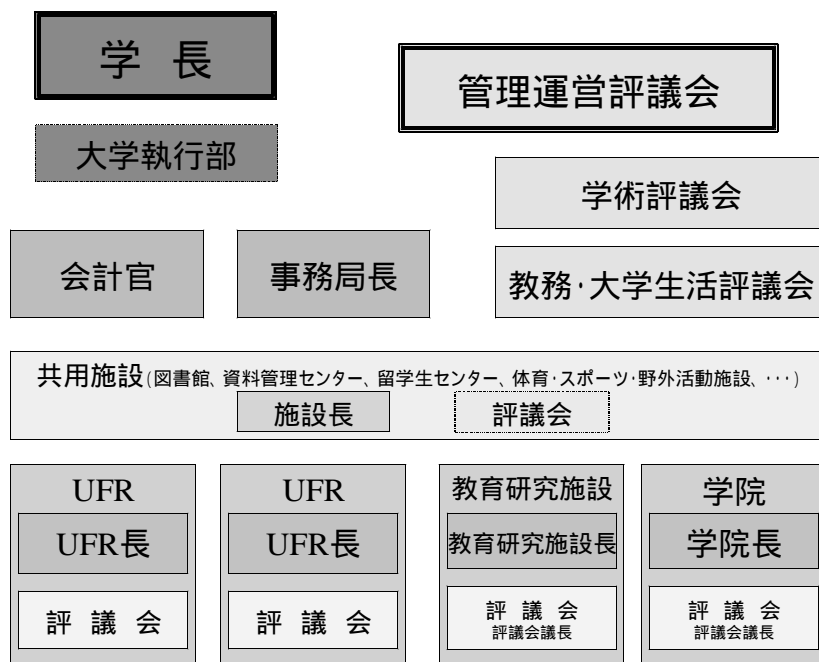 学 長
管理運営評議会
大学執行部
学術評議会
会計官
事務局長
教務・大学生活評議会
共用施設(図書館、資料管理センター、留学生センター、体育・スポーツ・野外活動施設、・・・)
施設長
評議会
UFR
UFR長
評 議 会
UFR
UFR長
評 議 会
教育研究施設
教育研究施設長
評 議 会
評議会議長
学院
学院長
評 議 会
評議会議長